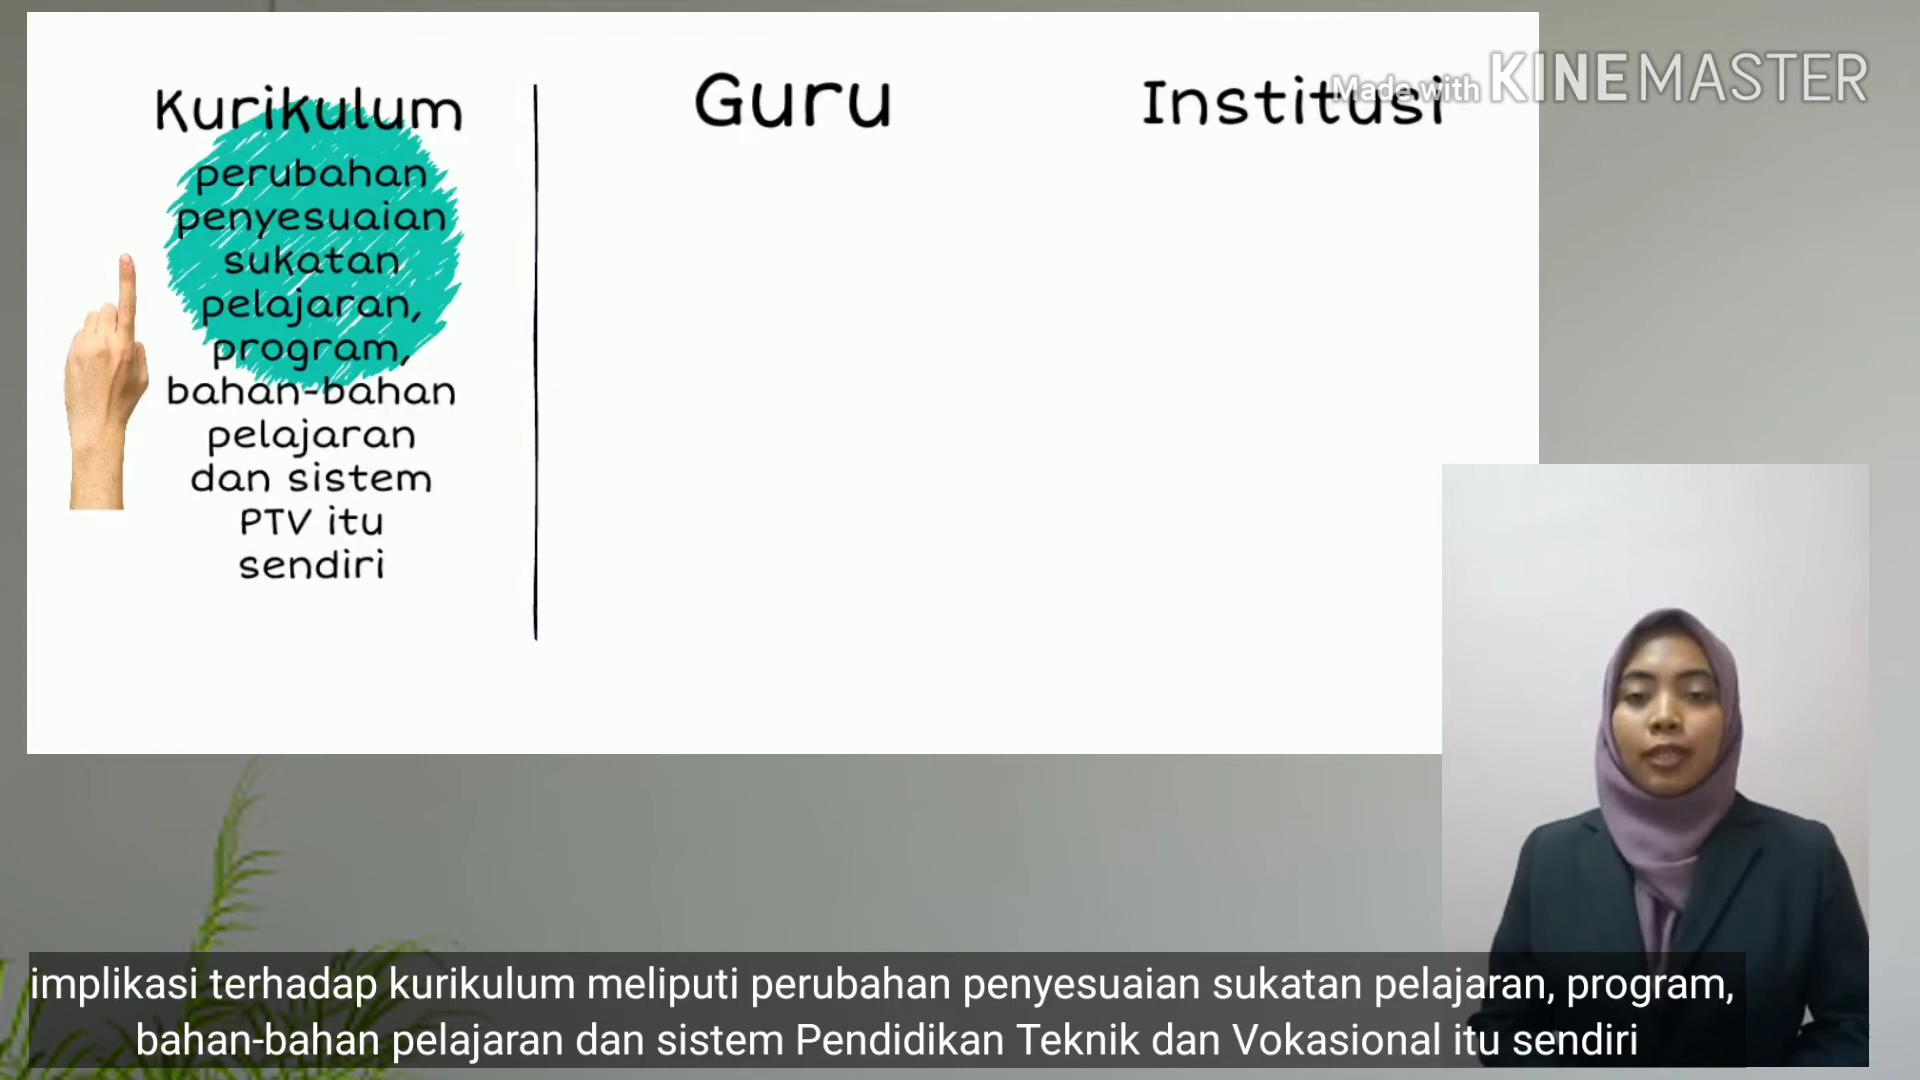 Kurikulum
perubahan
penyesuaian
sukatan
pelajaran,
program,
bahan-bahan
pelajaran
dan sistem
PTV itu
sendiri
Guru
Institusi
Made with KINEMASTER
implikasi terhadap kurikulum meliputi perubahan penyesuaian sukatan pelajaran, program,
bahan-bahan pelajaran dan sistem Pendidikan Teknik dan Vokasional itu sendiri